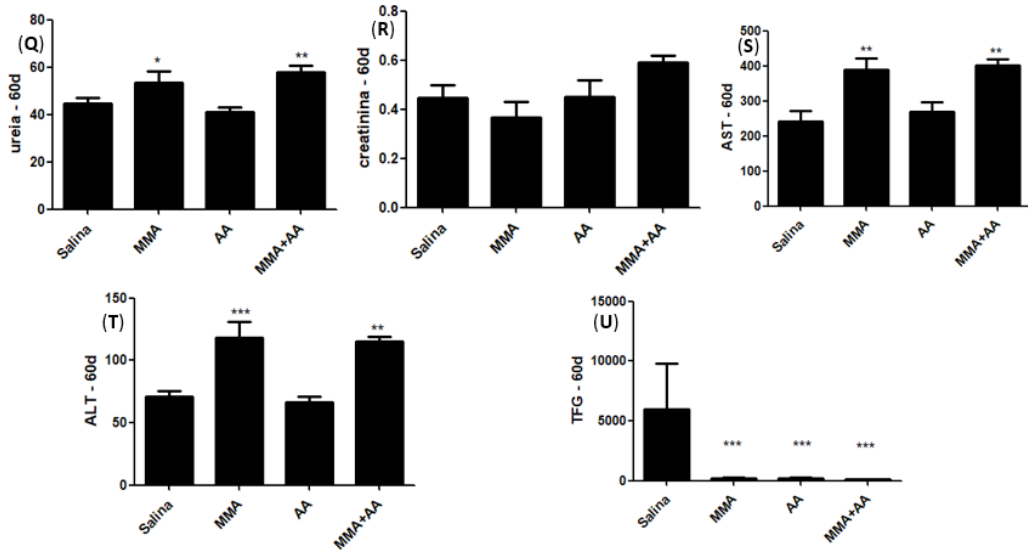 (Q)
ureia - 60d
80
60
40
20
0
*
**
Salina
MMA
AA
MMA+AA
(R)
creatinina - 60d
0.8
0.6
0.4
0.2
0.0
Salina
MMA
AA
MMA+AA
(S)
AST - 60d
500
400
300
200
100
0
**
**
Salina
MMA
AA
MMA+AA
(T)
ALT - 60d
150
100
50
0
***
**
Salina
MMA
AA
MMA+AA
(U)
TFG - 60d
15000
10000
5000
0
***
***
***
Salina
MMA
AA
MMA+AA